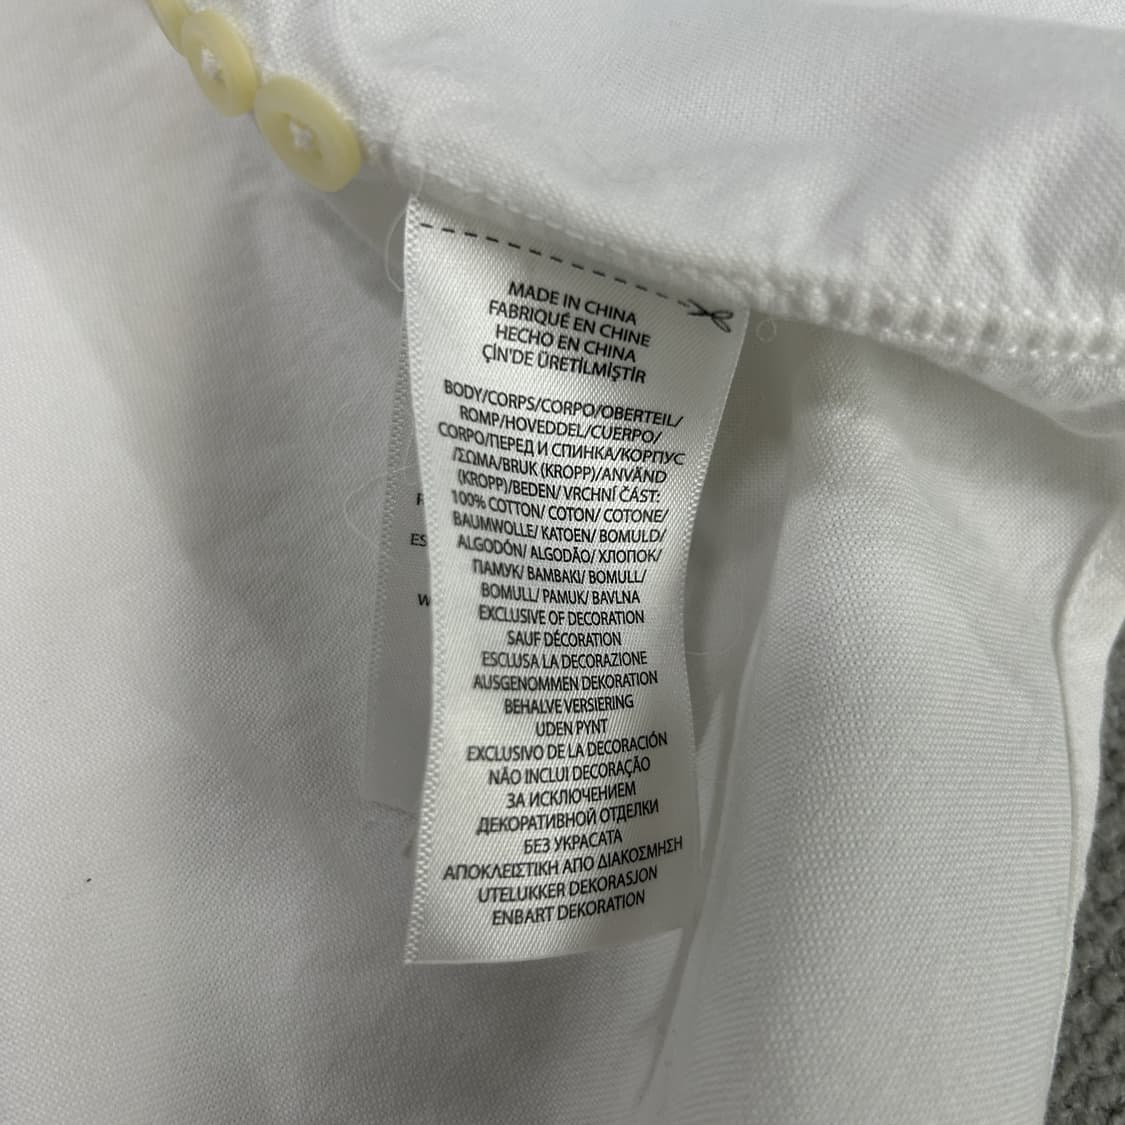 MADE IN CHINA
FABRIQUÉ EN CHINE
HECHO EN CHINA
ÇİN'DE ÜRETİLMİŞTİR
BODY/CORPS/CORPO/OBERTEIL/
ROMP/HOVEDDEL/CUERPO/
CORPO/ПЕРЕД И СПИНКА/КОРПУС
/ΣΩΜΑ/BRUK (KROPP)/ANVÄND
(KROPP)/BEDEN/ VRCHNÍ ČÁST:
100% COTTON/ COTON/ COTONE/
BAUMWOLLE/ KATOEN/ BOMULD/
ALGODÓN/ ALGODÃO/ ХЛОПОК/
ПАМУК/ ΒΑΜΒΑΚΙ/ BOMULL/
BOMULL/ PAMUK/ BAVLNA
EXCLUSIVE OF DECORATION
SAUF DÉCORATION
ESCLUSA LA DECORAZIONE
AUSGENOMMEN DEKORATION
BEHALVE VERSIERING
UDEN PYNT
EXCLUSIVO DE LA DECORACIÓN
NÃO INCLUI DECORAÇÃO
ЗА ИСКЛЮЧЕНИЕМ
ДЕКОРАТИВНОЙ ОТДЕЛКИ
БЕЗ УКРАСАТА
ΑΠΟΚΛΕΙΣΤΙΚΗ ΑΠΟ ΔΙΑΚΟΣΜΗΣΗ
UTELUKKER DEKORASJON
ENBART DEKORATION